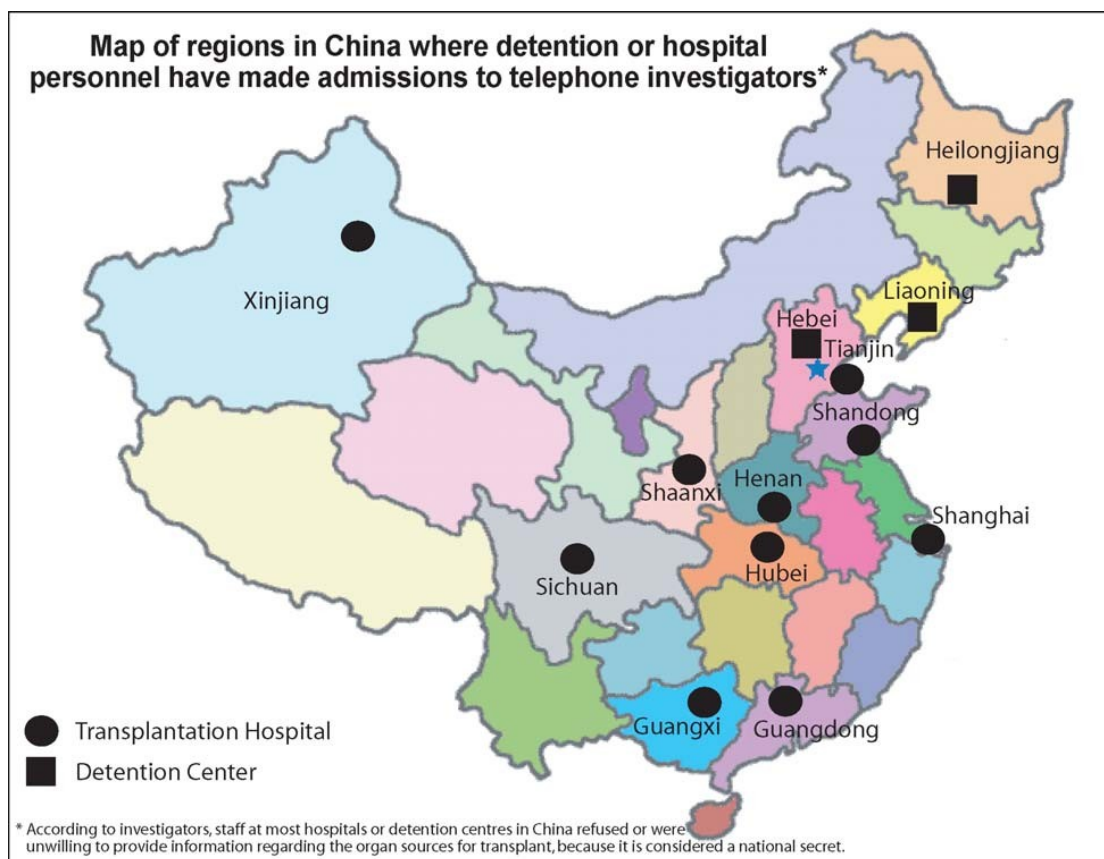 Map of regions in China where detention or hospital
personnel have made admissions to telephone investigators*
Heilongjiang
Xinjiang
Liaoning
Hebei
Tianjin
Shandong
Shaanxi
Henan
Shanghai
Sichuan
Hubei
Guangxi
Guangdong
Transplantation Hospital
Detention Center
* According to investigators, staff at most hospitals or detention centres in China refused or were
unwilling to provide information regarding the organ sources for transplant, because it is considered a national secret.